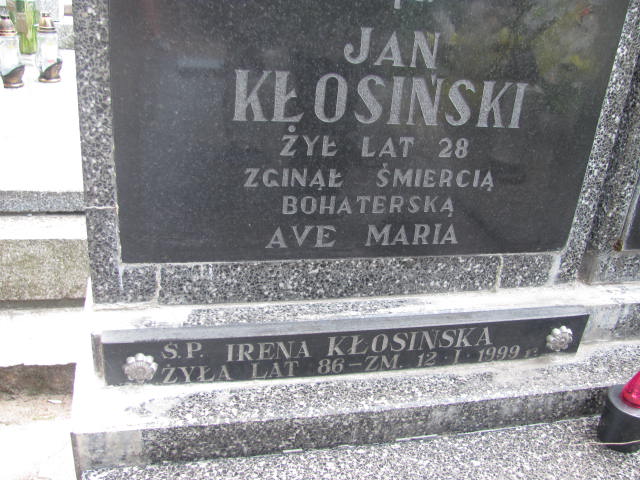 JAN
KŁOSIŃSKI
ŻYŁ LAT 28
ZGINĄŁ ŚMIERCIĄ
BOHATERSKĄ
AVE MARIA
Ś.P. IRENA KŁOSIŃSKA
ŻYŁA LAT 86 – ZM. 12·I·1999 r.